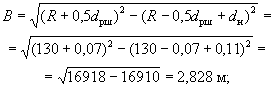 B = √((R + 0,5d_рш)² − (R − 0,5d_рш + d_н)²) =
= √((130 + 0,07)² − (130 − 0,07 + 0,11)²) =
= √(16918 − 16910) = 2,828 м;